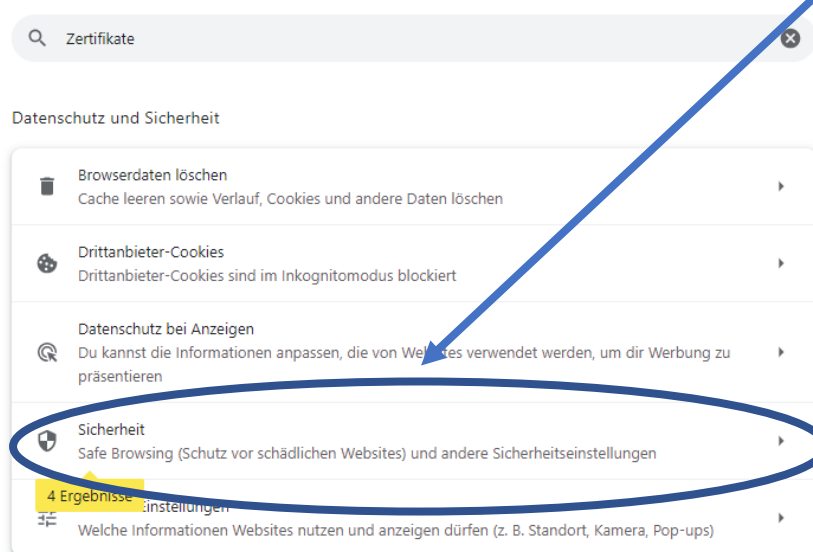 Zertifikate
Datenschutz und Sicherheit
Browserdaten löschen
Cache leeren sowie Verlauf, Cookies und andere Daten löschen
Drittanbieter-Cookies
Drittanbieter-Cookies sind im Inkognitomodus blockiert
Datenschutz bei Anzeigen
Du kannst die Informationen anpassen, die von Websites verwendet werden, um dir Werbung zu
präsentieren
Sicherheit
Safe Browsing (Schutz vor schädlichen Websites) und andere Sicherheitseinstellungen
4 Ergebnisse
Einstellungen
Welche Informationen Websites nutzen und anzeigen dürfen (z. B. Standort, Kamera, Pop-ups)